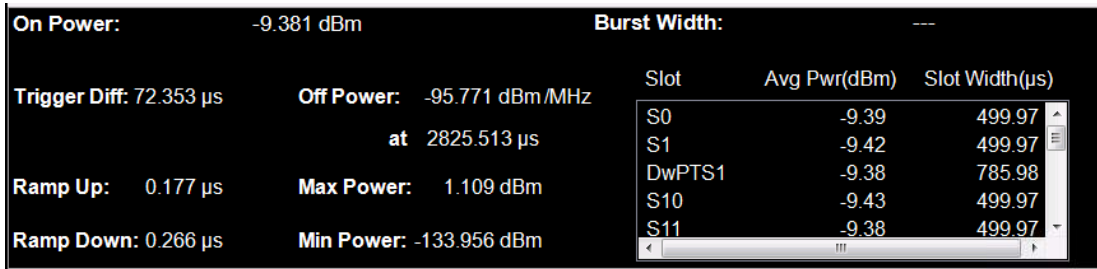 On Power: -9.381 dBm Burst Width: ---
Slot Avg Pwr(dBm) Slot Width(µs)
Trigger Diff: 72.353 µs Off Power: -95.771 dBm/MHz
S0 -9.39 499.97
at 2825.513 µs
S1 -9.42 499.97
DwPTS1 -9.38 785.98
Ramp Up: 0.177 µs Max Power: 1.109 dBm
S10 -9.43 499.97
S11 -9.38 499.97
Ramp Down: 0.266 µs Min Power: -133.956 dBm